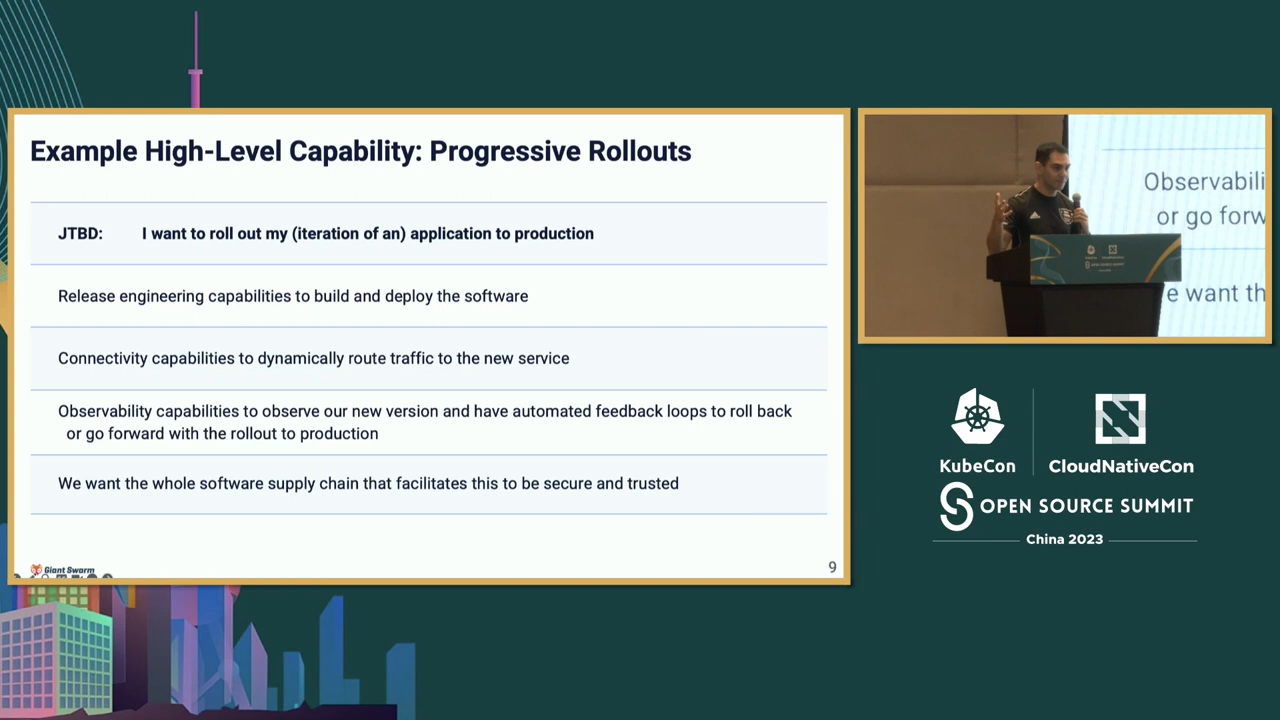 Example High-Level Capability: Progressive Rollouts
JTBD: I want to roll out my (iteration of an) application to production
Release engineering capabilities to build and deploy the software
Connectivity capabilities to dynamically route traffic to the new service
Observability capabilities to observe our new version and have automated feedback loops to roll back
or go forward with the rollout to production
We want the whole software supply chain that facilitates this to be secure and trusted
Giant Swarm
9
Observabili
or go forw
e want th
KubeCon
CloudNativeCon
OPEN SOURCE SUMMIT
China 2023